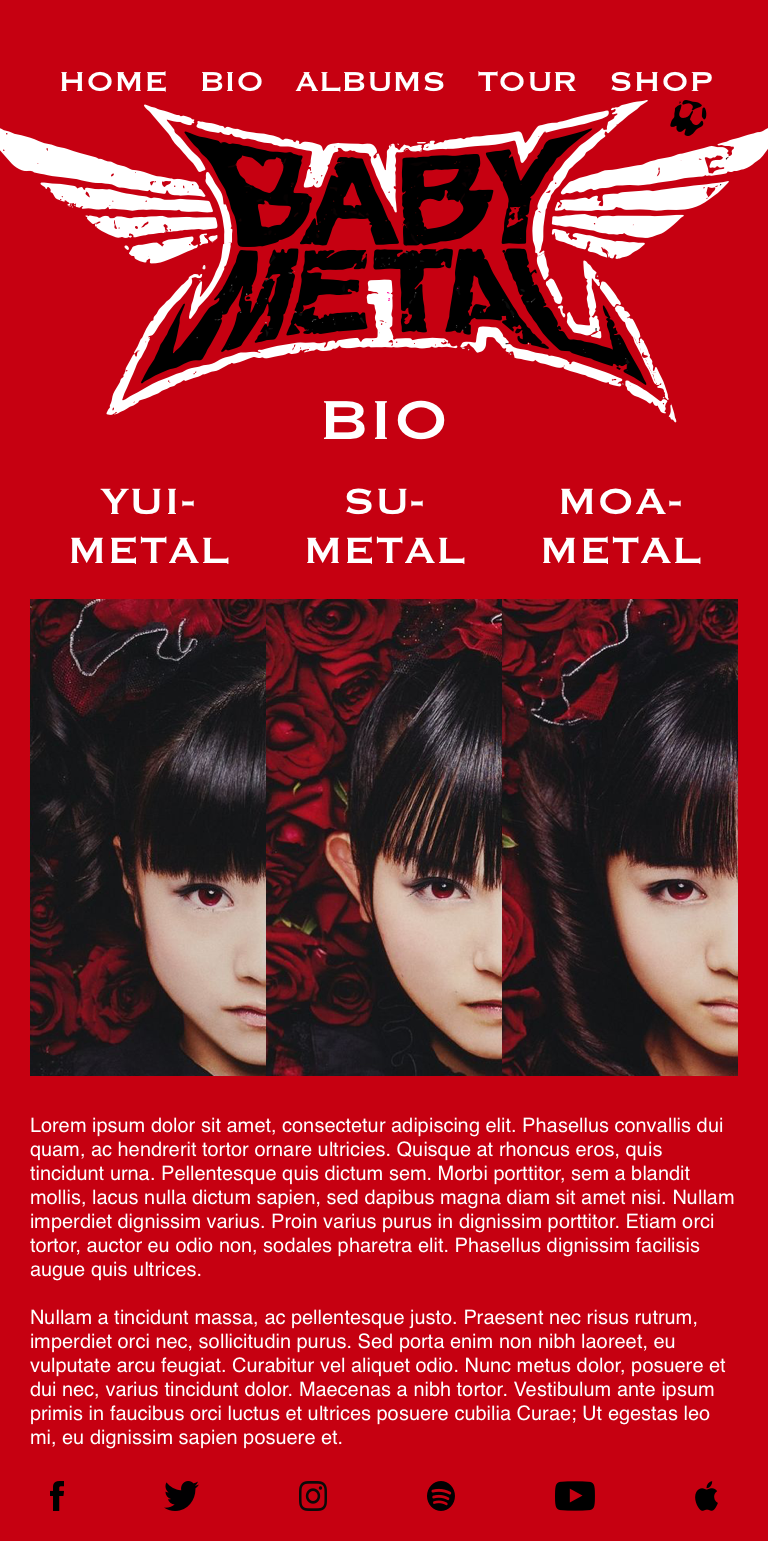 HOME BIO ALBUMS TOUR SHOP
BABY
METAL
BIO
YUI-
METAL
SU-
METAL
MOA-
METAL
Lorem ipsum dolor sit amet, consectetur adipiscing elit. Phasellus convallis dui
quam, ac hendrerit tortor ornare ultricies. Quisque at rhoncus eros, quis
tincidunt urna. Pellentesque quis dictum sem. Morbi porttitor, sem a blandit
mollis, lacus nulla dictum sapien, sed dapibus magna diam sit amet nisi. Nullam
imperdiet dignissim varius. Proin varius purus in dignissim porttitor. Etiam orci
tortor, auctor eu odio non, sodales pharetra elit. Phasellus dignissim facilisis
augue quis ultrices.
Nullam a tincidunt massa, ac pellentesque justo. Praesent nec risus rutrum,
imperdiet orci nec, sollicitudin purus. Sed porta enim non nibh laoreet, eu
vulputate arcu feugiat. Curabitur vel aliquet odio. Nunc metus dolor, posuere et
dui nec, varius tincidunt dolor. Maecenas a nibh tortor. Vestibulum ante ipsum
primis in faucibus orci luctus et ultrices posuere cubilia Curae; Ut egestas leo
mi, eu dignissim sapien posuere et.